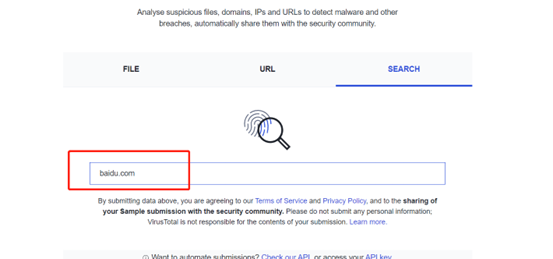 Analyse suspicious files, domains, IPs and URLs to detect malware and other
breaches, automatically share them with the security community.
FILE URL SEARCH
baidu.com
By submitting data above, you are agreeing to our Terms of Service and Privacy Policy, and to the sharing of
your Sample submission with the security community. Please do not submit any personal information;
VirusTotal is not responsible for the contents of your submission. Learn more.
Want to automate submissions? Check our API, or access your API key.